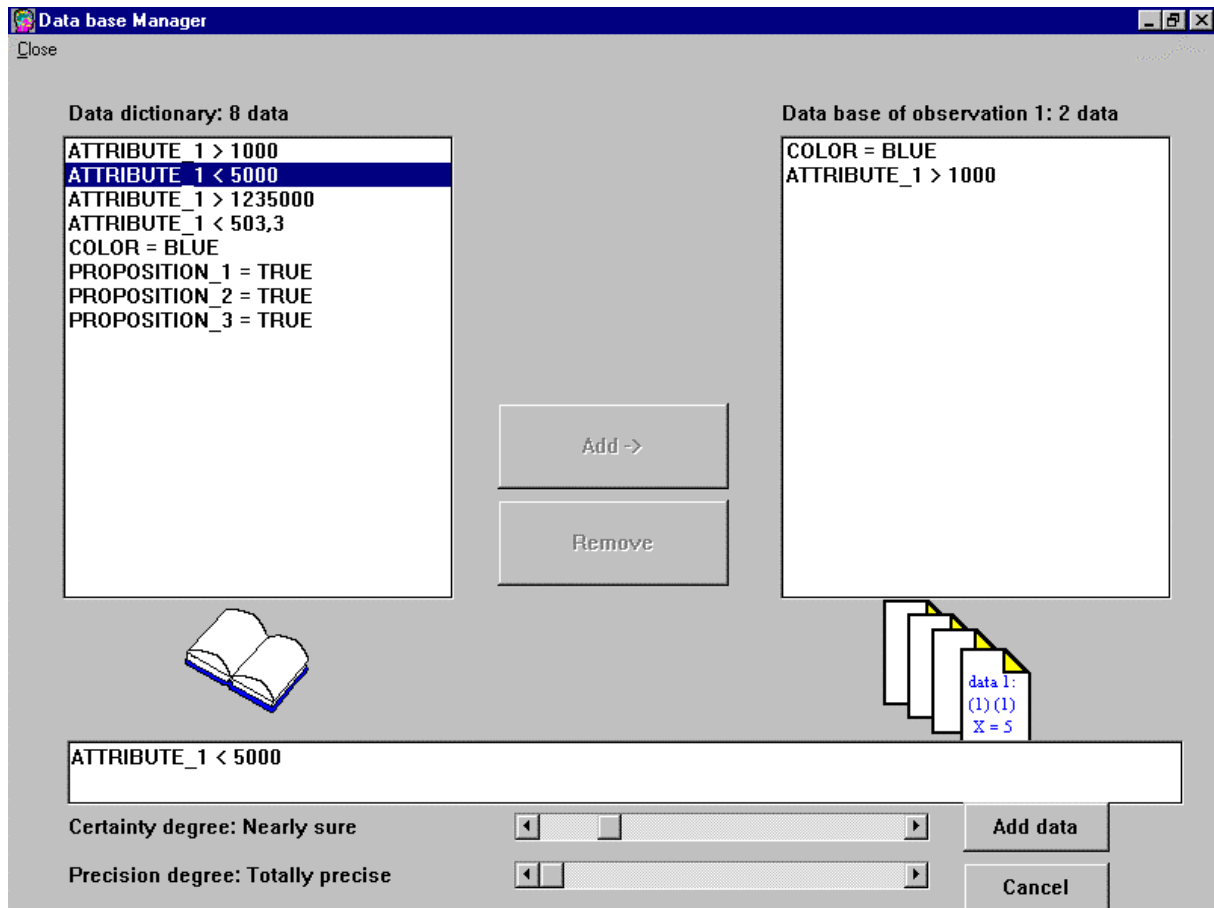 Data base Manager
Close
Data dictionary: 8 data
ATTRIBUTE_1 > 1000
ATTRIBUTE_1 < 5000
ATTRIBUTE_1 > 1235000
ATTRIBUTE_1 < 503,3
COLOR = BLUE
PROPOSITION_1 = TRUE
PROPOSITION_2 = TRUE
PROPOSITION_3 = TRUE
Data base of observation 1: 2 data
COLOR = BLUE
ATTRIBUTE_1 > 1000
Add ->
Remove
data 1:
(1) (1)
X = 5
ATTRIBUTE_1 < 5000
Certainty degree: Nearly sure
Add data
Precision degree: Totally precise
Cancel